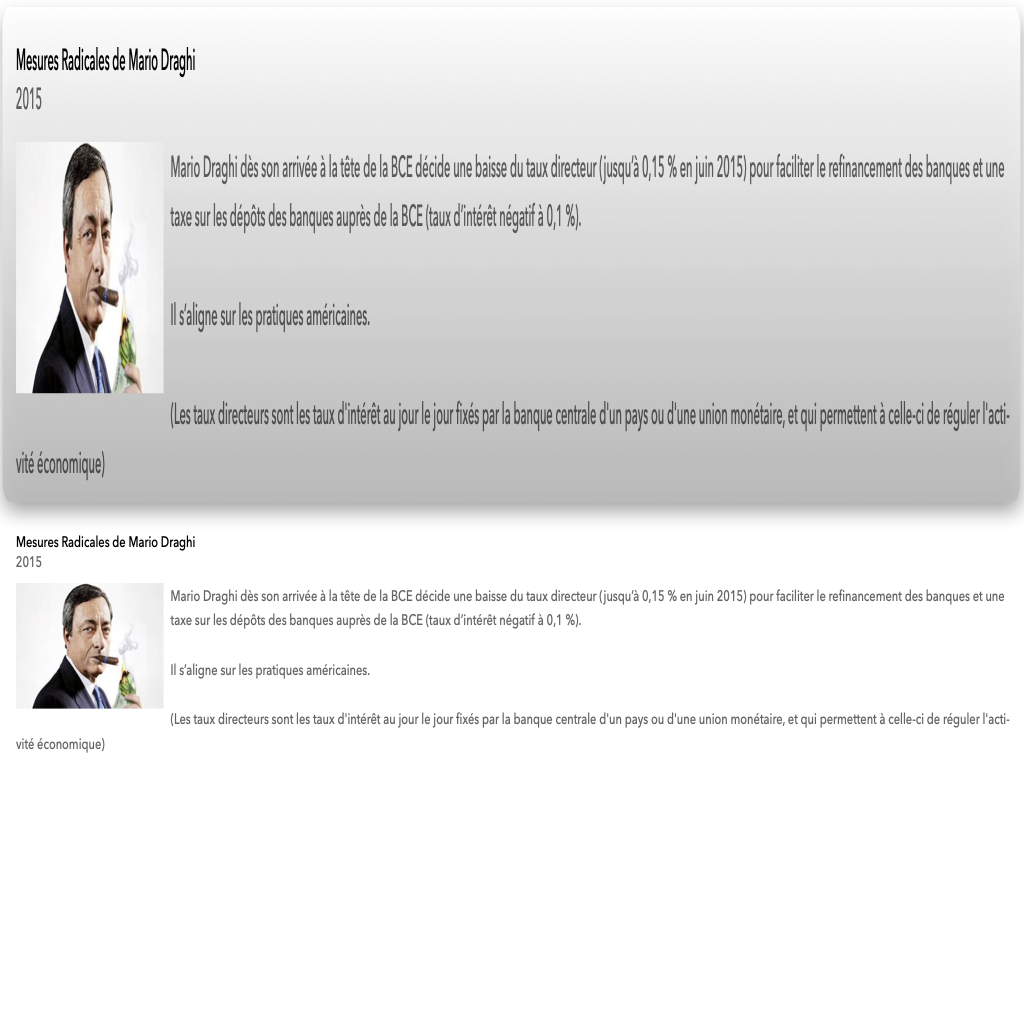 Mesures Radicales de Mario Draghi
2015
Mario Draghi dès son arrivée à la tête de la BCE décide une baisse du taux directeur (jusqu’à 0,15 % en juin 2015) pour faciliter le refinancement des banques et une
taxe sur les dépôts des banques auprès de la BCE (taux d’intérêt négatif à 0,1 %).
Il s’aligne sur les pratiques américaines.
(Les taux directeurs sont les taux d'intérêt au jour le jour fixés par la banque centrale d'un pays ou d'une union monétaire, et qui permettent à celle-ci de réguler l'acti-
vité économique)
Mesures Radicales de Mario Draghi
2015
Mario Draghi dès son arrivée à la tête de la BCE décide une baisse du taux directeur (jusqu’à 0,15 % en juin 2015) pour faciliter le refinancement des banques et une
taxe sur les dépôts des banques auprès de la BCE (taux d’intérêt négatif à 0,1 %).
Il s’aligne sur les pratiques américaines.
(Les taux directeurs sont les taux d'intérêt au jour le jour fixés par la banque centrale d'un pays ou d'une union monétaire, et qui permettent à celle-ci de réguler l'acti-
vité économique)